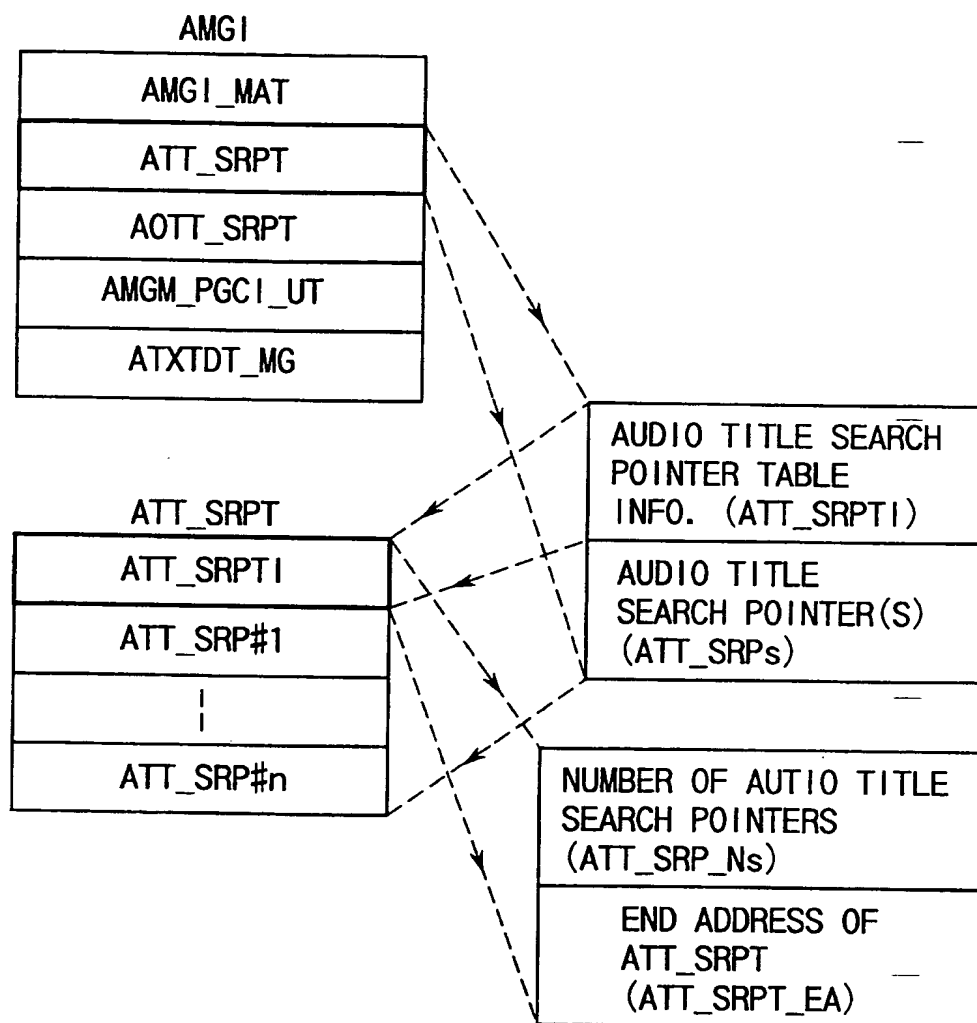 AMGI
AMGI_MAT
ATT_SRPT
AOTT_SRPT
AMGM_PGCI_UT
ATXTDT_MG
AUDIO TITLE SEARCH
POINTER TABLE
INFO. (ATT_SRPTI)
AUDIO TITLE
SEARCH POINTER(S)
(ATT_SRPs)
ATT_SRPT
ATT_SRPTI
ATT_SRP#1
ATT_SRP#n
NUMBER OF AUTIO TITLE
SEARCH POINTERS
(ATT_SRP_Ns)
END ADDRESS OF
ATT_SRPT
(ATT_SRPT_EA)